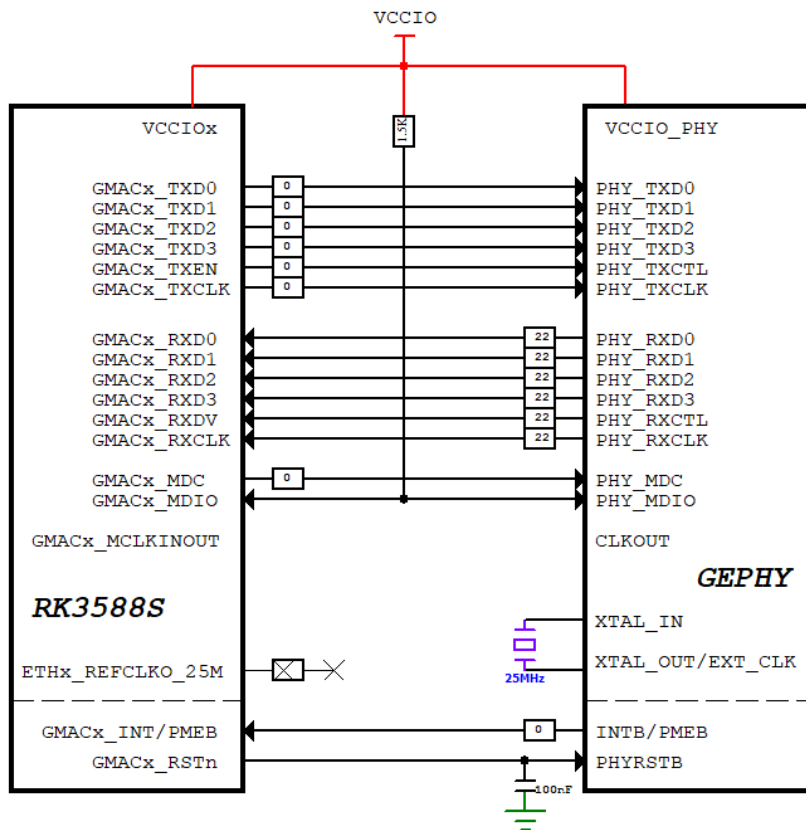 VCCIO
VCCIOx
1.5K
VCCIO_PHY
GMACx_TXD0 0 PHY_TXD0
GMACx_TXD1 0 PHY_TXD1
GMACx_TXD2 0 PHY_TXD2
GMACx_TXD3 0 PHY_TXD3
GMACx_TXEN 0 PHY_TXCTL
GMACx_TXCLK 0 PHY_TXCLK
GMACx_RXD0 22 PHY_RXD0
GMACx_RXD1 22 PHY_RXD1
GMACx_RXD2 22 PHY_RXD2
GMACx_RXD3 22 PHY_RXD3
GMACx_RXDV 22 PHY_RXCTL
GMACx_RXCLK 22 PHY_RXCLK
GMACx_MDC 0 PHY_MDC
GMACx_MDIO PHY_MDIO
GMACx_MCLKINOUT CLKOUT
GEPHY
RK3588S
XTAL_IN
ETHx_REFCLKO_25M
XTAL_OUT/EXT_CLK
25MHz
GMACx_INT/PMEB 0 INTB/PMEB
GMACx_RSTn PHYRSTB
100nF